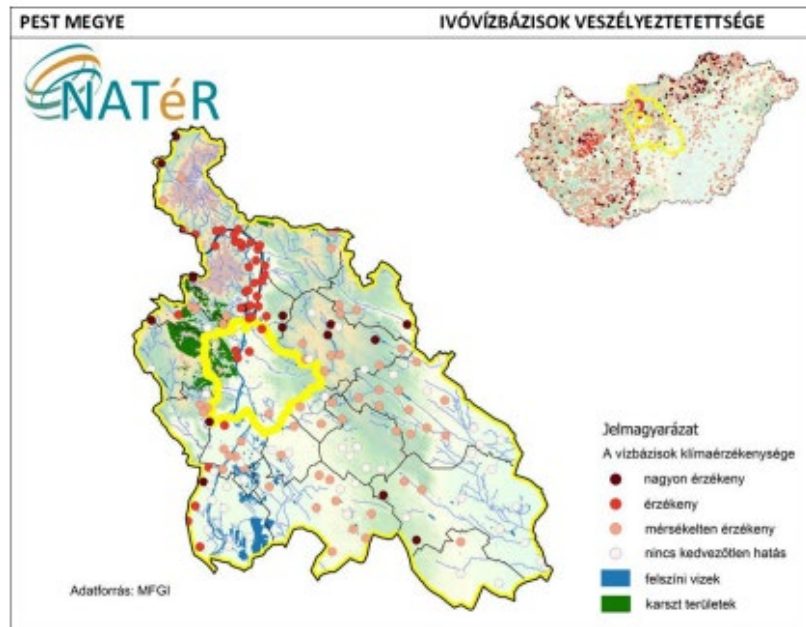 PEST MEGYE
IVÓVÍZBÁZISOK VESZÉLYEZTETETTSÉGE
NATéR
Jelmagyarázat
A vízbázisok klímaérzékenysége
nagyon érzékeny
érzékeny
mérsékelten érzékeny
nincs kedvezőtlen hatás
felszíni vizek
karszt területek
Adatforrás: MFGI